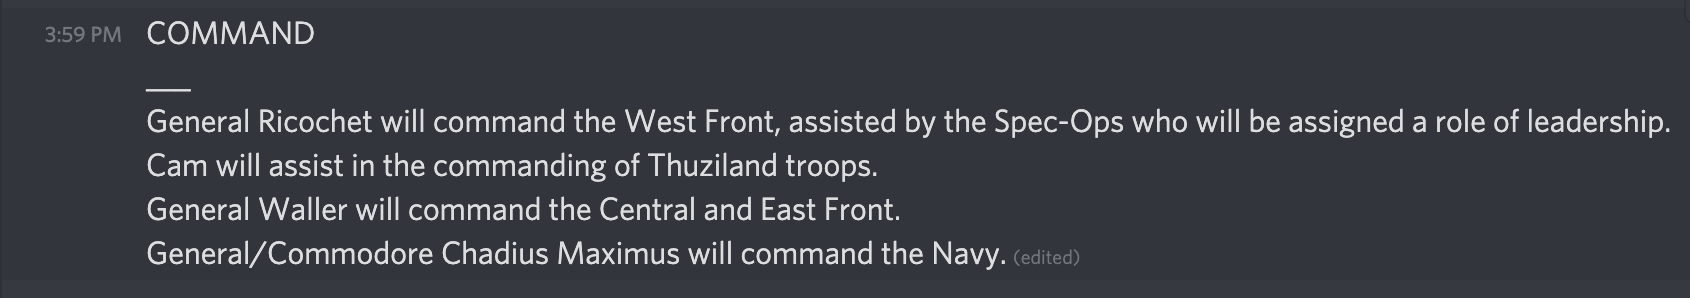 3:59 PM COMMAND
___
General Ricochet will command the West Front, assisted by the Spec-Ops who will be assigned a role of leadership.
Cam will assist in the commanding of Thuziland troops.
General Waller will command the Central and East Front.
General/Commodore Chadius Maximus will command the Navy. (edited)